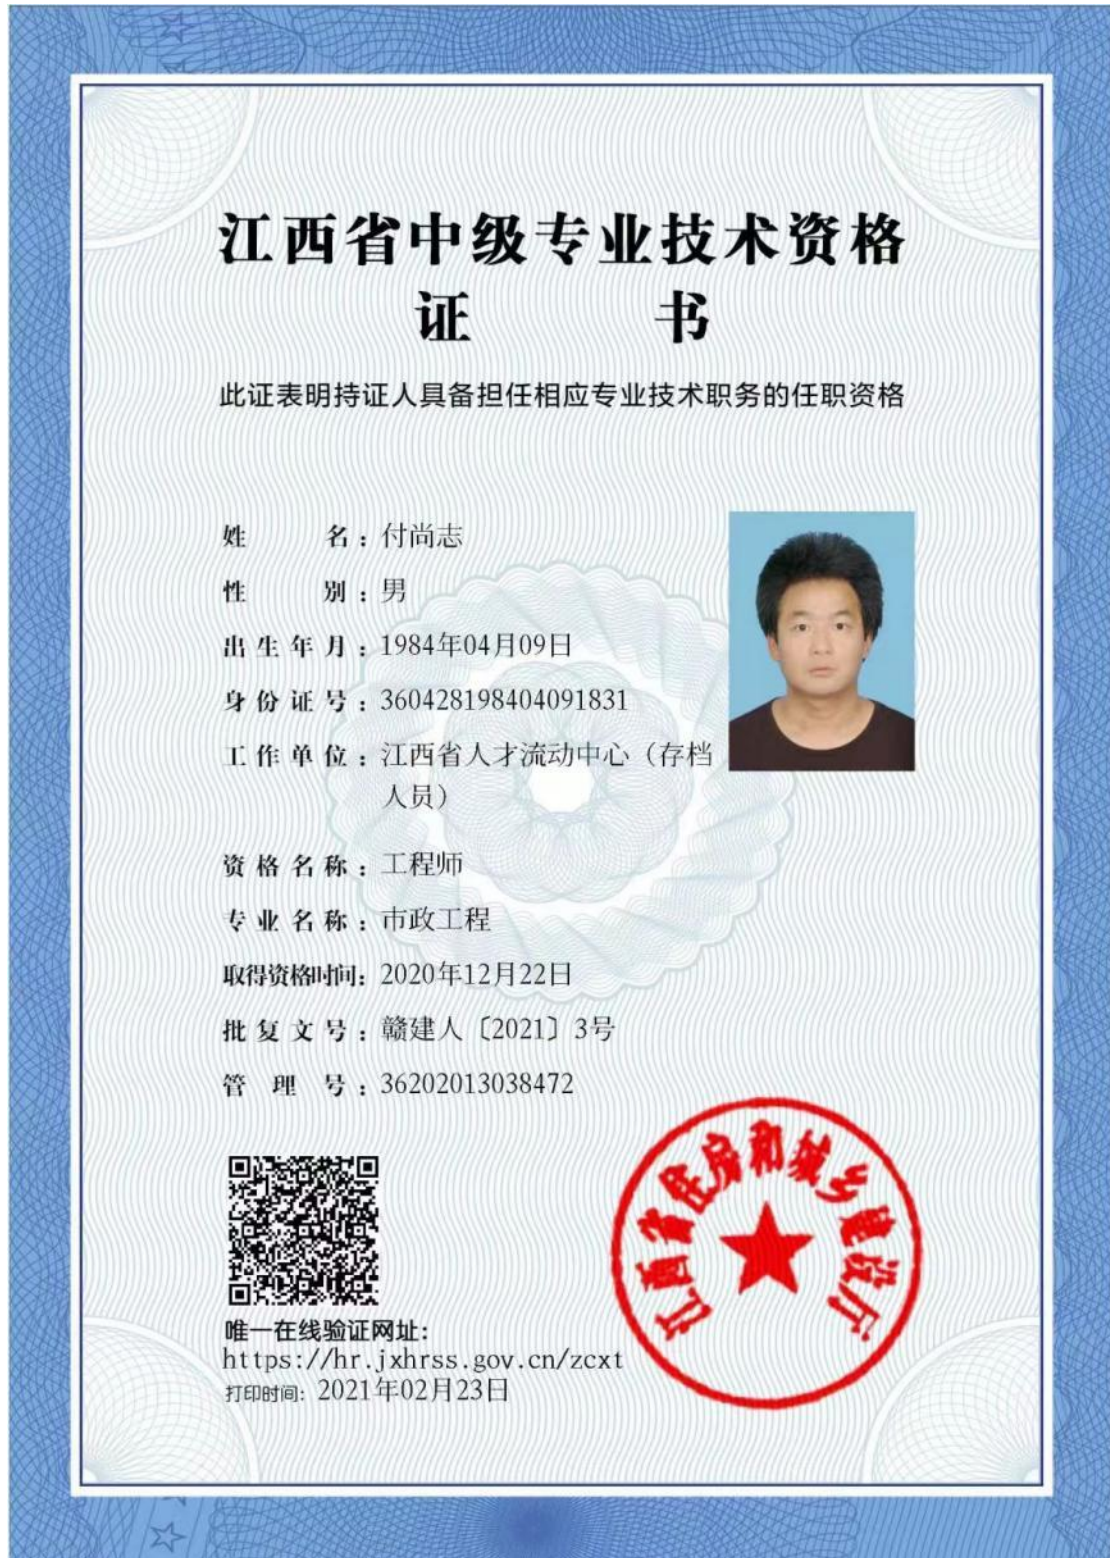 江西省中级专业技术资格
证 书
此证表明持证人具备担任相应专业技术职务的任职资格
姓 名：付尚志
性 别：男
出生年月：1984年04月09日
身份证号：360428198404091831
工作单位：江西省人才流动中心（存档
人员）
资格名称：工程师
专业名称：市政工程
取得资格时间：2020年12月22日
批复文号：赣建人〔2021〕3号
管 理 号：36202013038472
江西省住房和城乡建设厅
唯一在线验证网址：
https://hr.jxhrss.gov.cn/zcxt
打印时间：2021年02月23日